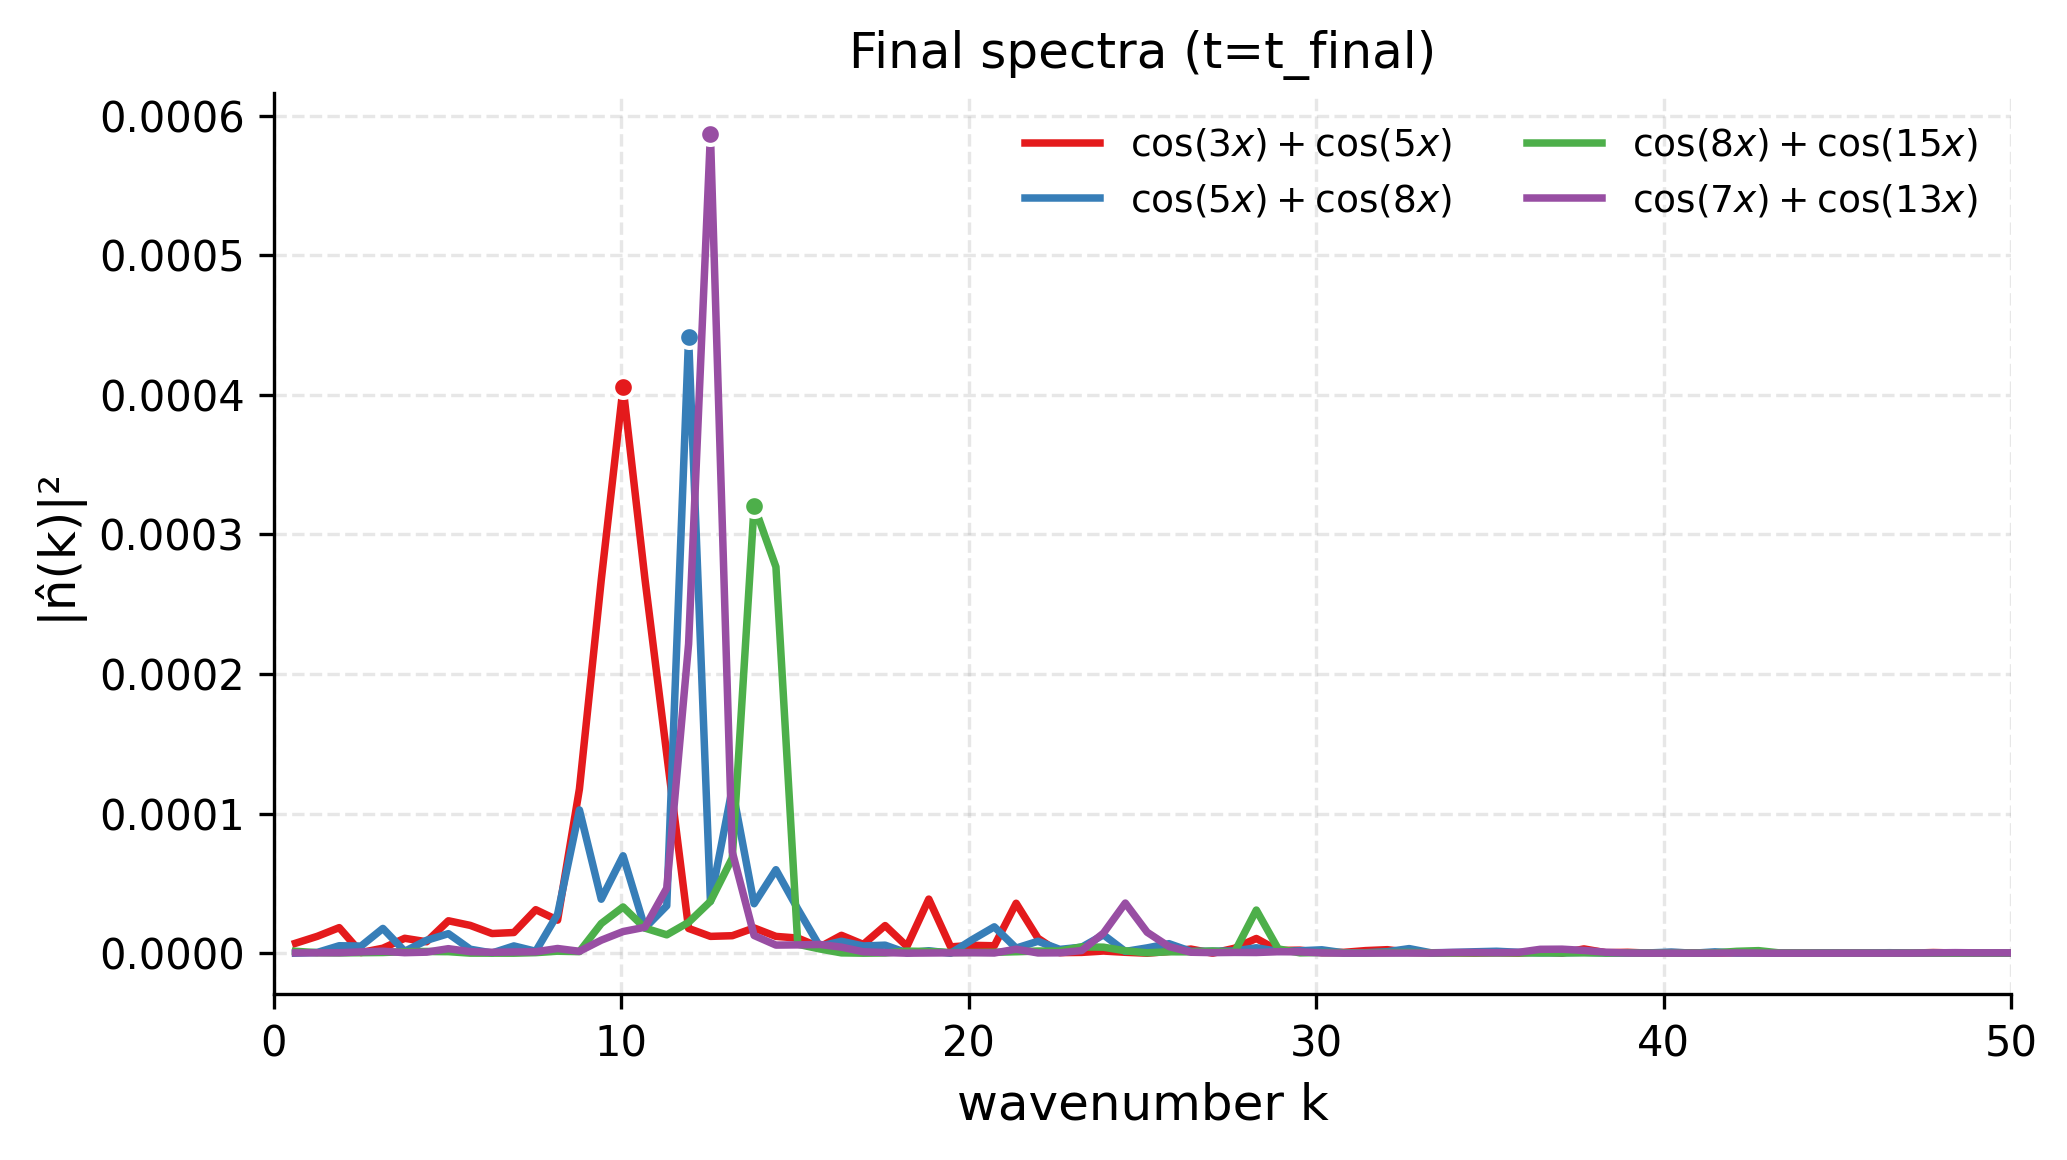 Final spectra (t=t_final)
cos(3x) + cos(5x)
cos(5x) + cos(8x)
cos(8x) + cos(15x)
cos(7x) + cos(13x)
|n̂(k)|²
0.0006
0.0005
0.0004
0.0003
0.0002
0.0001
0.0000
0 10 20 30 40 50
wavenumber k